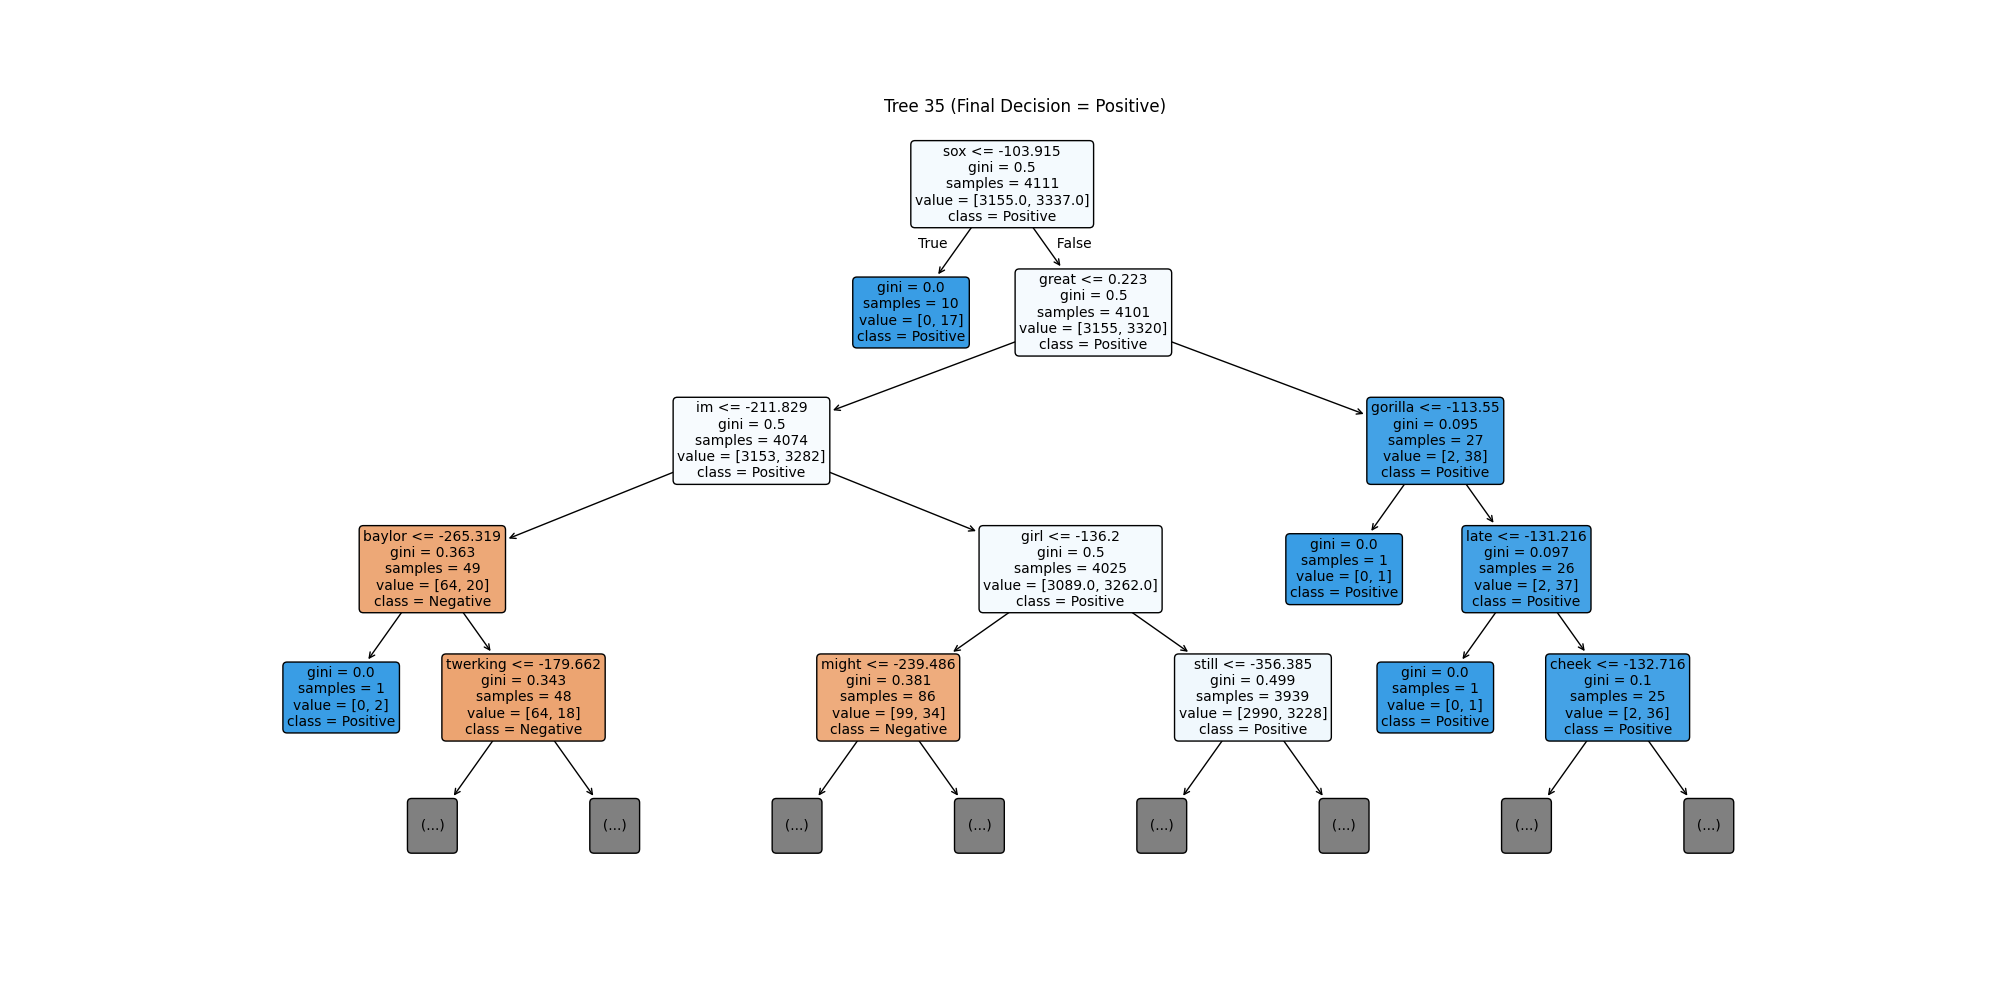 Tree 35 (Final Decision = Positive)
sox <= -103.915
gini = 0.5
samples = 4111
value = [3155.0, 3337.0]
class = Positive
True
False
gini = 0.0
samples = 10
value = [0, 17]
class = Positive
great <= 0.223
gini = 0.5
samples = 4101
value = [3155, 3320]
class = Positive
im <= -211.829
gini = 0.5
samples = 4074
value = [3153, 3282]
class = Positive
gorilla <= -113.55
gini = 0.095
samples = 27
value = [2, 38]
class = Positive
baylor <= -265.319
gini = 0.363
samples = 49
value = [64, 20]
class = Negative
girl <= -136.2
gini = 0.5
samples = 4025
value = [3089.0, 3262.0]
class = Positive
gini = 0.0
samples = 1
value = [0, 1]
class = Positive
late <= -131.216
gini = 0.097
samples = 26
value = [2, 37]
class = Positive
gini = 0.0
samples = 1
value = [0, 2]
class = Positive
twerking <= -179.662
gini = 0.343
samples = 48
value = [64, 18]
class = Negative
might <= -239.486
gini = 0.381
samples = 86
value = [99, 34]
class = Negative
still <= -356.385
gini = 0.499
samples = 3939
value = [2990, 3228]
class = Positive
gini = 0.0
samples = 1
value = [0, 1]
class = Positive
cheek <= -132.716
gini = 0.1
samples = 25
value = [2, 36]
class = Positive
(...)
(...)
(...)
(...)
(...)
(...)
(...)
(...)